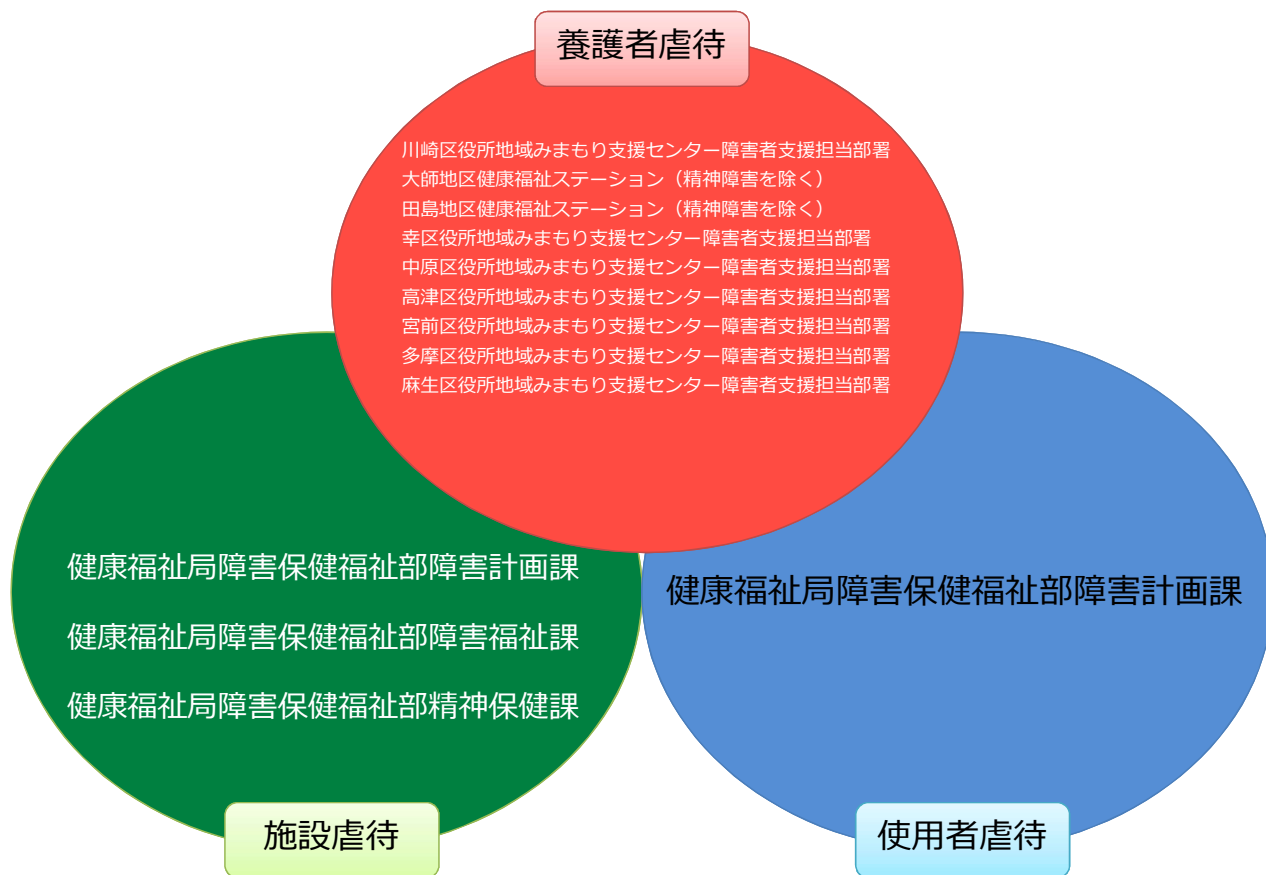 養護者虐待
川崎区役所地域みまもり支援センター障害者支援担当部署
大師地区健康福祉ステーション（精神障害を除く）
田島地区健康福祉ステーション（精神障害を除く）
幸区役所地域みまもり支援センター障害者支援担当部署
中原区役所地域みまもり支援センター障害者支援担当部署
高津区役所地域みまもり支援センター障害者支援担当部署
宮前区役所地域みまもり支援センター障害者支援担当部署
多摩区役所地域みまもり支援センター障害者支援担当部署
麻生区役所地域みまもり支援センター障害者支援担当部署
健康福祉局障害保健福祉部障害計画課
健康福祉局障害保健福祉部障害福祉課
健康福祉局障害保健福祉部精神保健課
施設虐待
健康福祉局障害保健福祉部障害計画課
使用者虐待